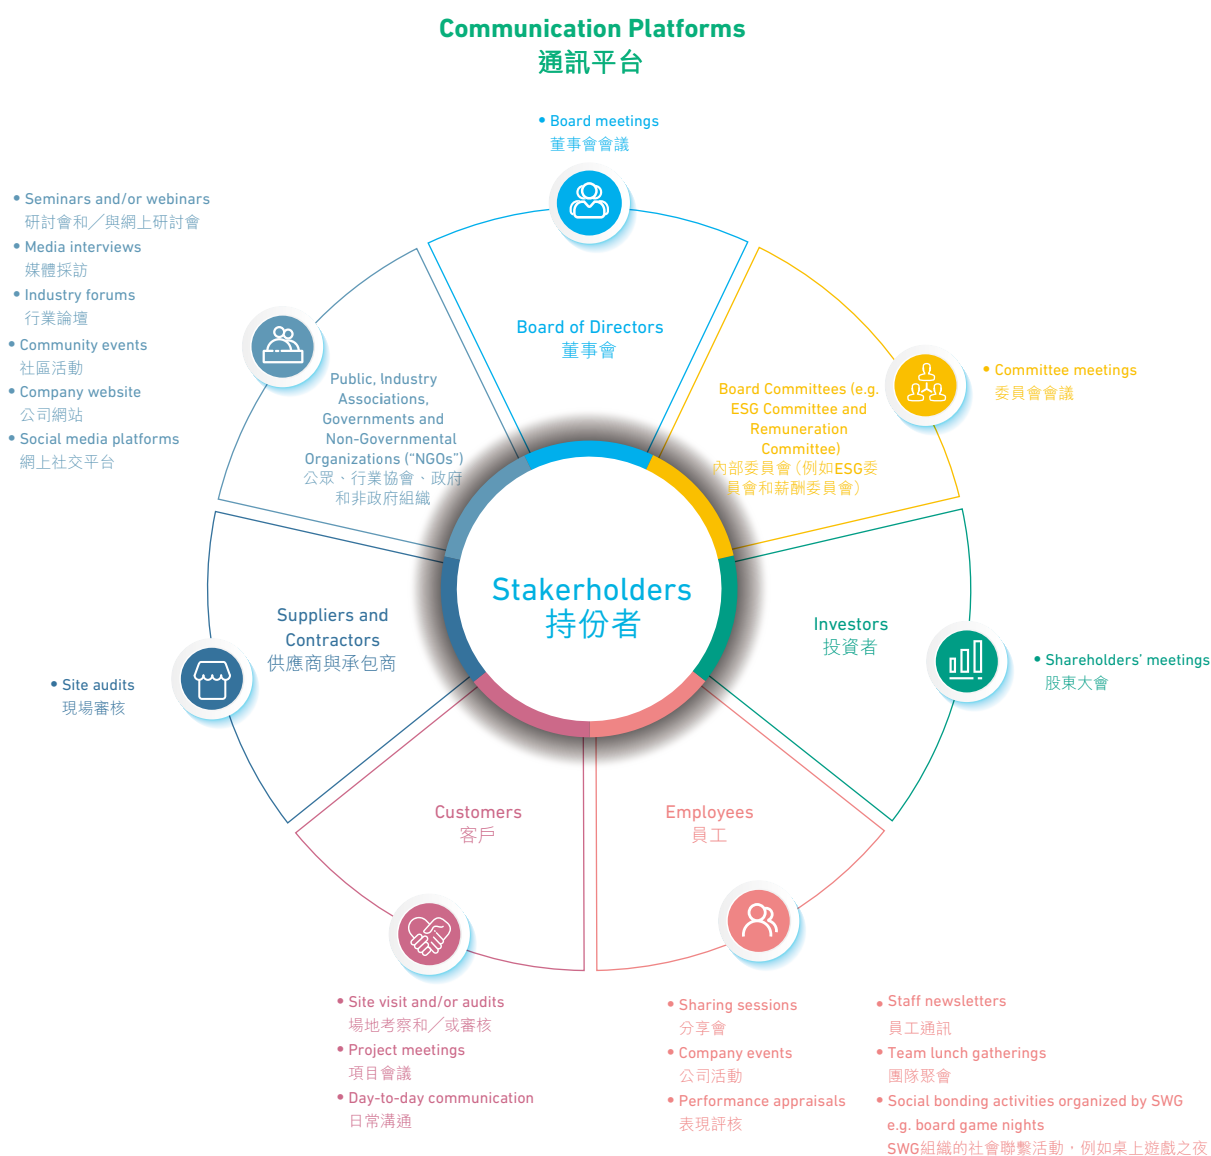 Communication Platforms
通訊平台
• Board meetings
董事會會議
• Seminars and/or webinars
研討會和／與網上研討會
• Media interviews
媒體採訪
• Industry forums
行業論壇
• Community events
社區活動
• Company website
公司網站
• Social media platforms
網上社交平台
Board of Directors
董事會
Public, Industry
Associations,
Governments and
Non-Governmental
Organizations (“NGOs”)
公眾、行業協會、政府
和非政府組織
Board Committees (e.g.
ESG Committee and
Remuneration
Committee)
內部委員會（例如ESG委
員會和薪酬委員會）
• Committee meetings
委員會會議
Stakerholders
持份者
Suppliers and
Contractors
供應商與承包商
• Site audits
現場審核
Investors
投資者
• Shareholders’ meetings
股東大會
Customers
客戶
Employees
員工
• Site visit and/or audits
場地考察和／或審核
• Project meetings
項目會議
• Day-to-day communication
日常溝通
• Sharing sessions
分享會
• Company events
公司活動
• Performance appraisals
表現評核
• Staff newsletters
員工通訊
• Team lunch gatherings
團隊聚會
• Social bonding activities organized by SWG
e.g. board game nights
SWG組織的社會聯繫活動，例如桌上遊戲之夜